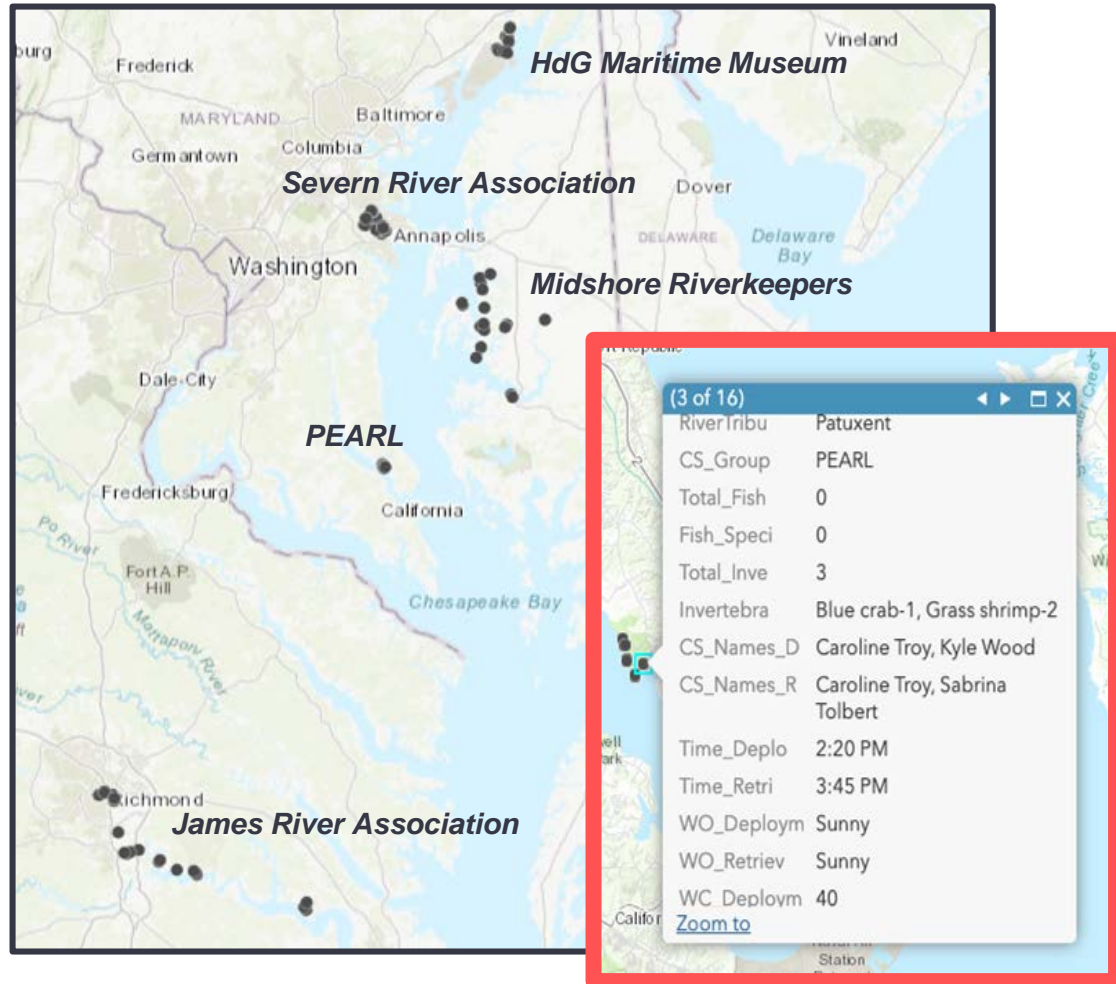 burg
Frederick
Vineland
HdG Maritime Museum
MARYLAND
Baltimore
Germantown
Columbia
Severn River Association
Dover
Annapolis
DELAWARE
Delaware
Bay
Washington
Midshore Riverkeepers
Dale-City
PEARL
Fredericksburg
California
Po River
Fort A.P.
Hill
Chesapeake Bay
Mattaponi River
Richmond
James River Association
(3 of 16)
RiverTribu Patuxent
CS_Group PEARL
Total_Fish 0
Fish_Speci 0
Total_Inve 3
Invertebra Blue crab-1, Grass shrimp-2
CS_Names_D Caroline Troy, Kyle Wood
CS_Names_R Caroline Troy, Sabrina
Tolbert
Time_Deplo 2:20 PM
Time_Retri 3:45 PM
WO_Deploym Sunny
WO_Retriev Sunny
WC_Deploym 40
Zoom to
Creek
Califor
Station